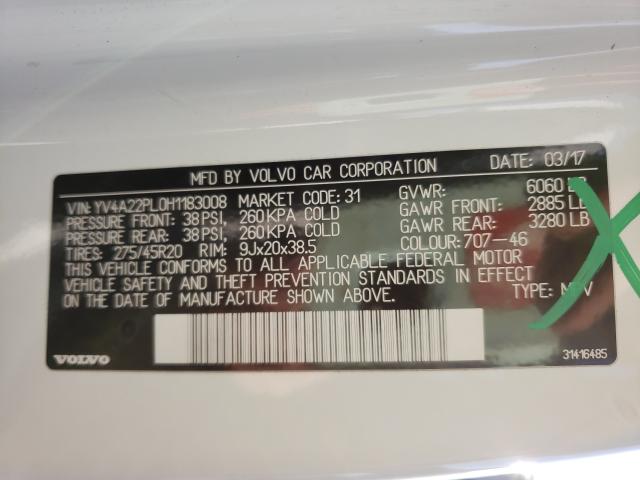 MFD BY VOLVO CAR CORPORATION DATE: 03/17
VIN: YV4A22PL0H1183008 MARKET CODE: 31 GVWR: 6060 LB
PRESSURE FRONT: 38 PSI, 260 KPA COLD GAWR FRONT: 2885 LB
PRESSURE REAR: 38 PSI, 260 KPA COLD GAWR REAR: 3280 LB
TIRES: 275/45R20 RIM: 9Jx20x38.5 COLOUR: 707-46
THIS VEHICLE CONFORMS TO ALL APPLICABLE FEDERAL MOTOR
VEHICLE SAFETY AND THEFT PREVENTION STANDARDS IN EFFECT
ON THE DATE OF MANUFACTURE SHOWN ABOVE. TYPE: MPV
VOLVO 31416485